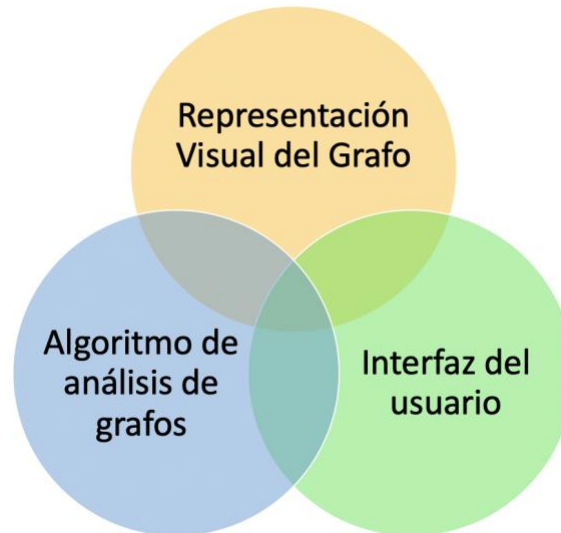 Representación
Visual del Grafo
Algoritmo de
análisis de
grafos
Interfaz del
usuario